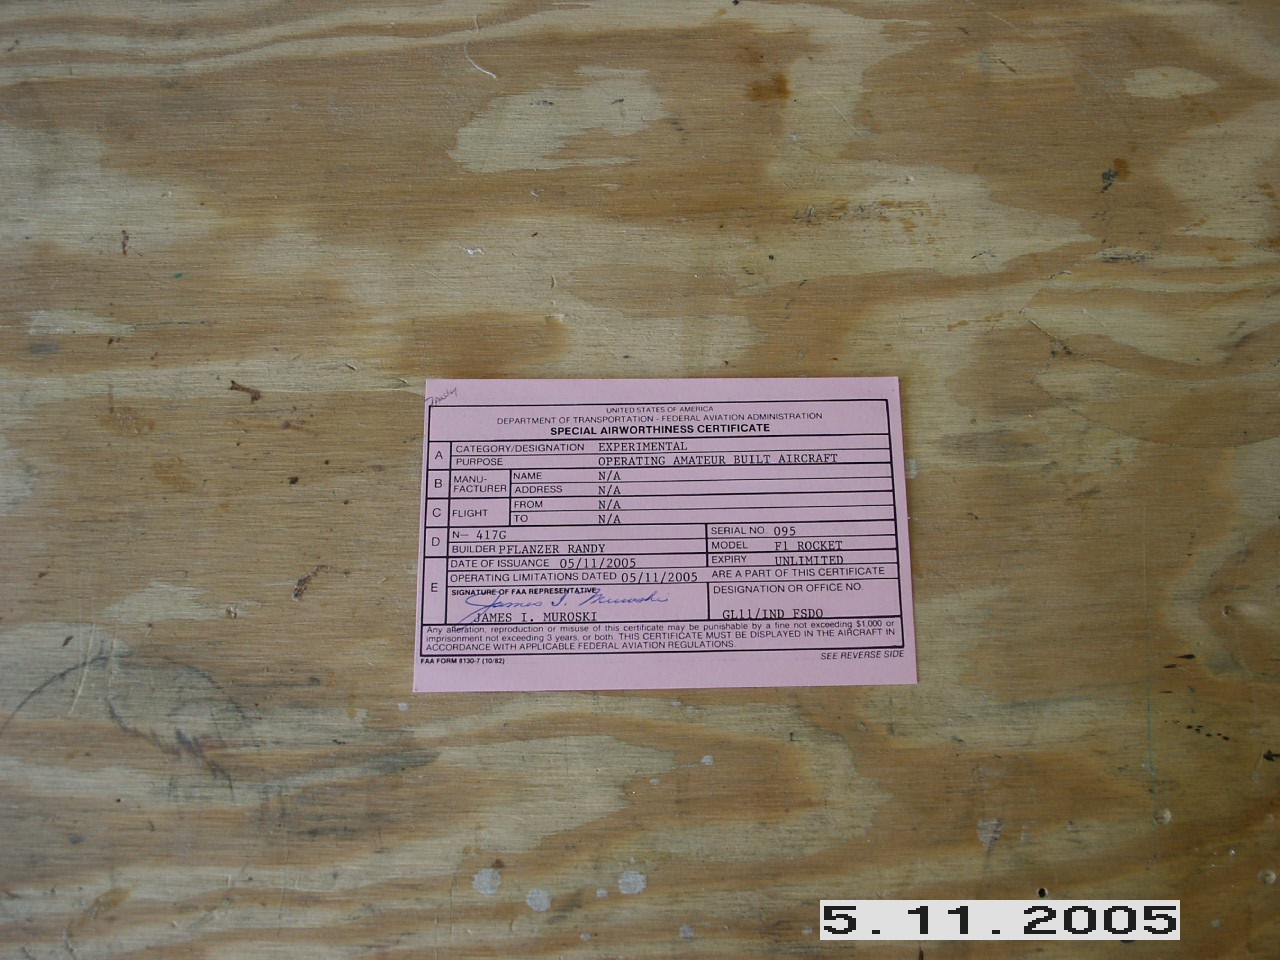 Randy
UNITED STATES OF AMERICA
DEPARTMENT OF TRANSPORTATION - FEDERAL AVIATION ADMINISTRATION
SPECIAL AIRWORTHINESS CERTIFICATE
A CATEGORY/DESIGNATION EXPERIMENTAL
PURPOSE OPERATING AMATEUR BUILT AIRCRAFT
B MANU-FACTURER NAME N/A
ADDRESS N/A
C FLIGHT FROM N/A
TO N/A
D N- 417G SERIAL NO. 095
BUILDER PFLANZER RANDY MODEL F1 ROCKET
E DATE OF ISSUANCE 05/11/2005 EXPIRY UNLIMITED
OPERATING LIMITATIONS DATED 05/11/2005 ARE A PART OF THIS CERTIFICATE
SIGNATURE OF FAA REPRESENTATIVE DESIGNATION OR OFFICE NO.
James I. Muroski
JAMES I. MUROSKI GL11/IND FSDO
Any alteration, reproduction or misuse of this certificate may be punishable by a fine not exceeding $1,000 or
imprisonment not exceeding 3 years, or both. THIS CERTIFICATE MUST BE DISPLAYED IN THE AIRCRAFT IN
ACCORDANCE WITH APPLICABLE FEDERAL AVIATION REGULATIONS.
FAA FORM 8130-7 (10/82) SEE REVERSE SIDE
5.11.2005